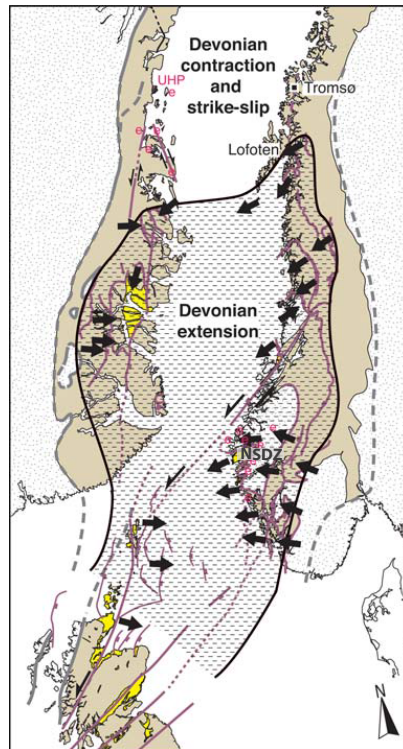 Devonian
contraction
and
strike-slip
UHP
e
Tromsø
e
e
e
e
Lofoten
Devonian
extension
e
e
NSDZ
e
N